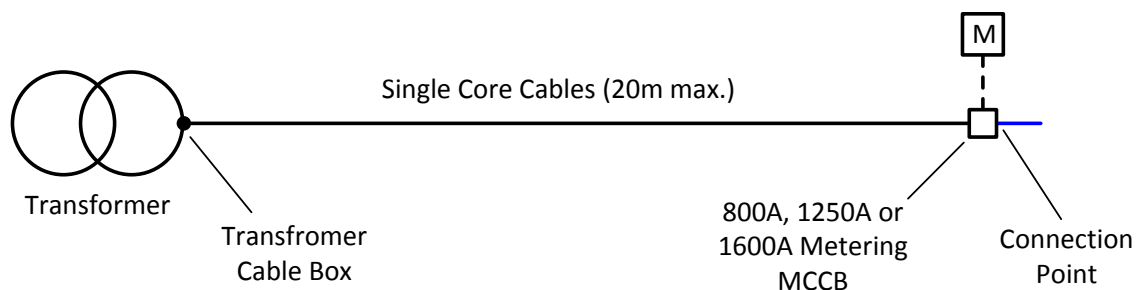 M
Single Core Cables (20m max.)
Transformer
Transfromer
Cable Box
800A, 1250A or
1600A Metering
MCCB
Connection
Point